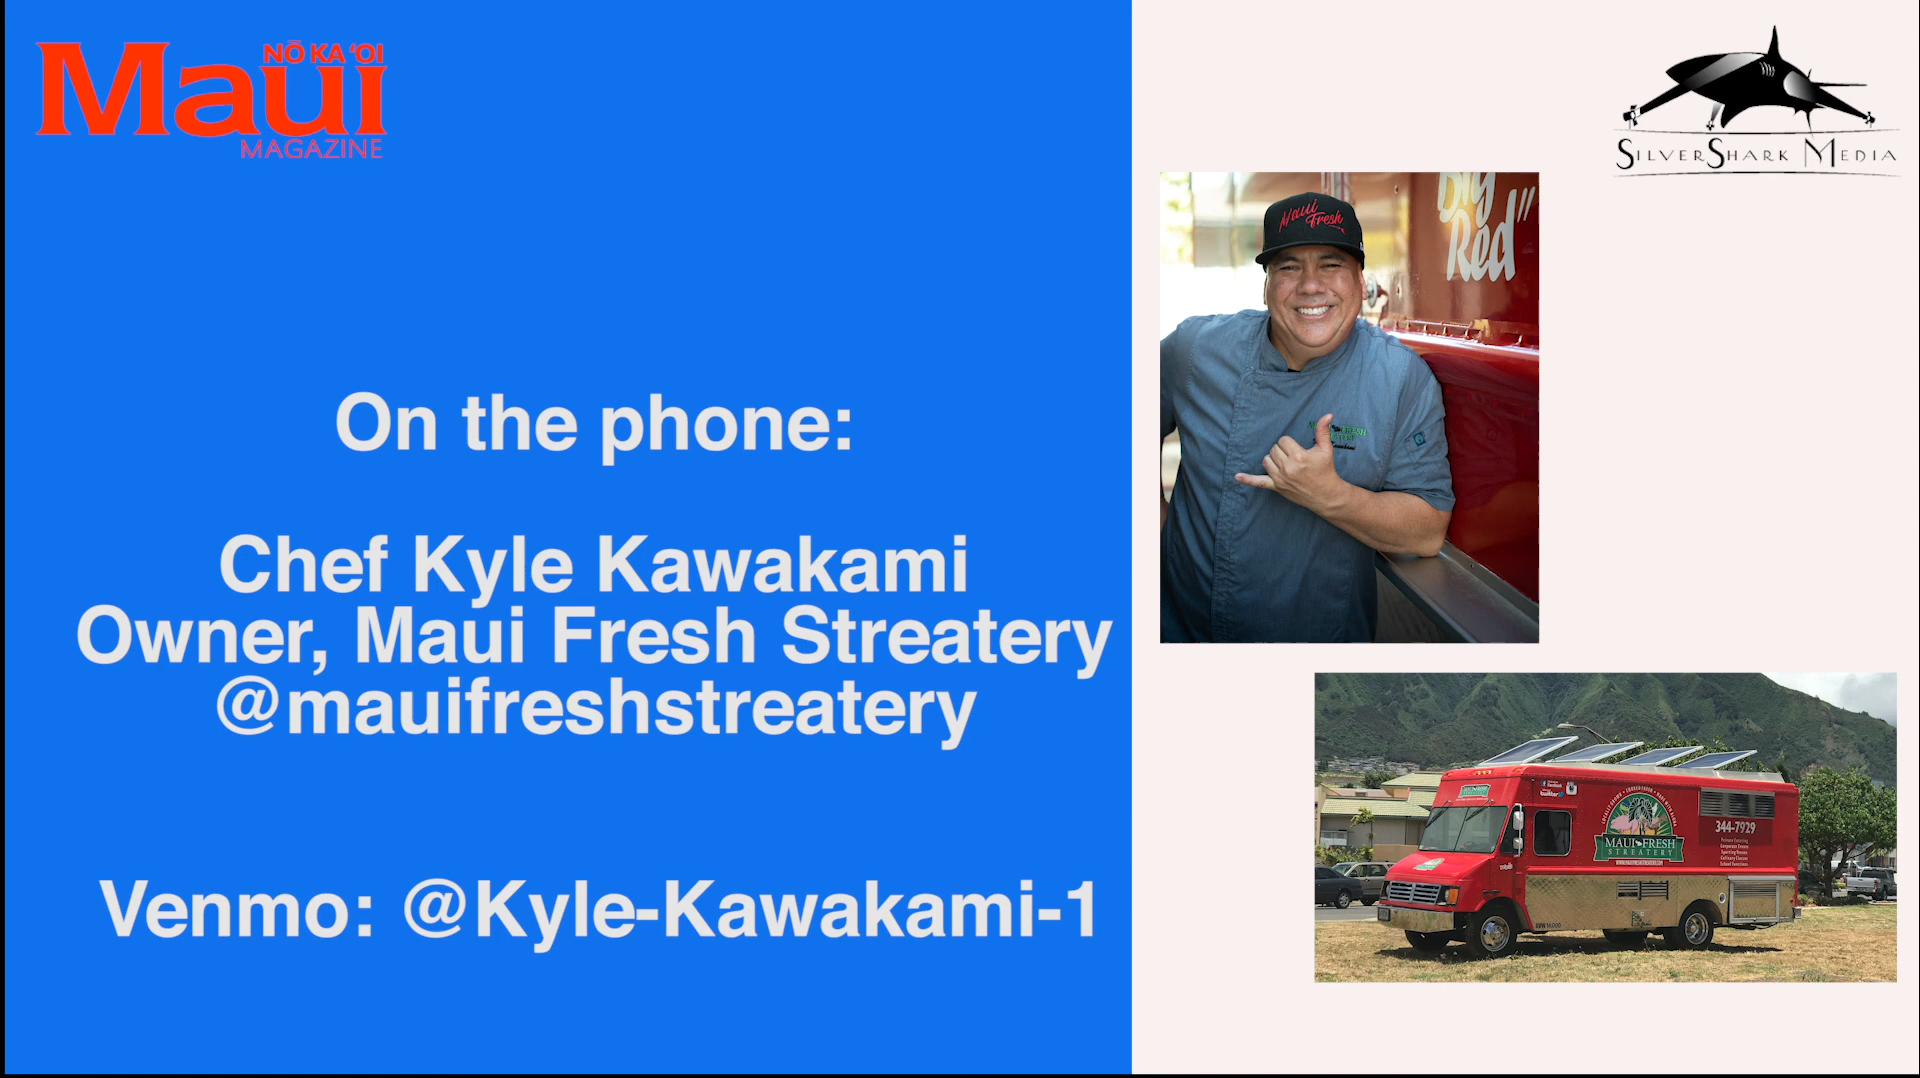 NŌ KA ʻOI
Maui
MAGAZINE
SILVERSHARK MEDIA
Big
Red"
Maui
Fresh
On the phone:
Chef Kyle Kawakami
Owner, Maui Fresh Streatery
@mauifreshstreatery
Venmo: @Kyle-Kawakami-1
twitter
344-7929
MAUI FRESH
STREATERY